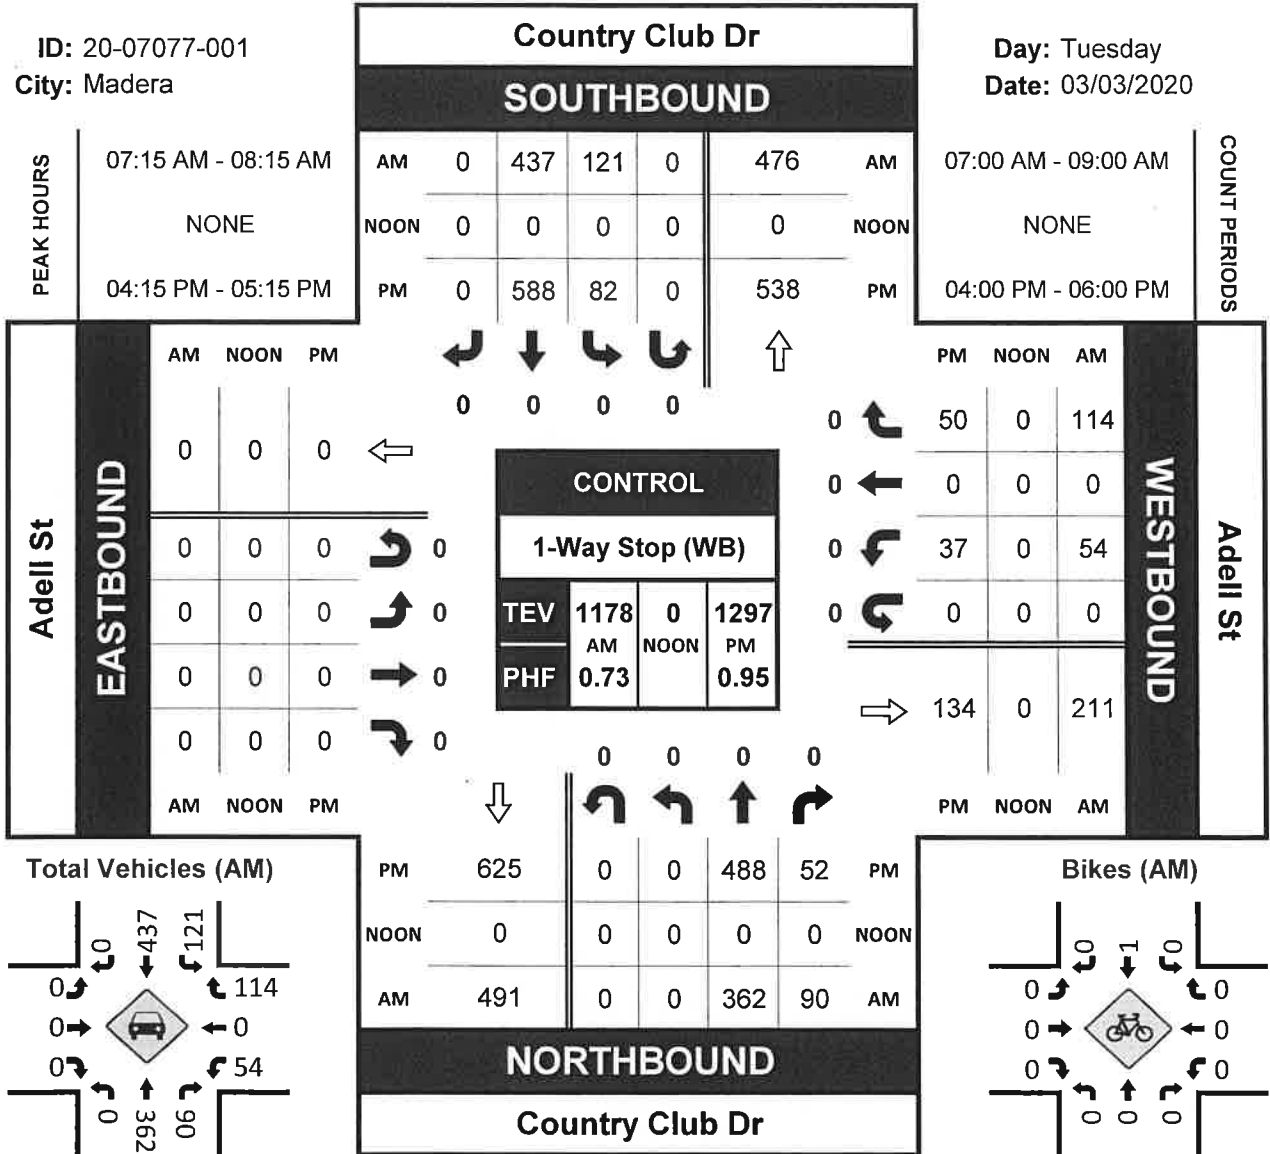 Country Club Dr
ID: 20-07077-001
Day: Tuesday
City: Madera
Date: 03/03/2020
SOUTHBOUND
PEAK HOURS
07:15 AM - 08:15 AM
AM 0 437 121 0 476 AM
07:00 AM - 09:00 AM
COUNT PERIODS
NONE
NOON 0 0 0 0 0 NOON
NONE
04:15 PM - 05:15 PM
PM 0 588 82 0 538 PM
04:00 PM - 06:00 PM
AM NOON PM
PM NOON AM
0 0 0 0
0 50 0 114
0 0 0
CONTROL
0 0 0 0
Adell St
EASTBOUND
0 0 0 0
1-Way Stop (WB)
0 37 0 54
WESTBOUND
Adell St
0 0 0 0
TEV 1178 0 1297
AM NOON PM
0 0 0 0
0 0 0 0
PHF 0.73 0.95
134 0 211
0 0 0 0
0 0 0 0
AM NOON PM
PM NOON AM
Total Vehicles (AM)
PM 625 0 0 488 52 PM
Bikes (AM)
NOON 0 0 0 0 0 NOON
AM 491 0 0 362 90 AM
0 437 121
0 114
0 0
0 54
0 362 90
0 1 0
0 0
0 0
0 0
0 0 0
NORTHBOUND
Country Club Dr